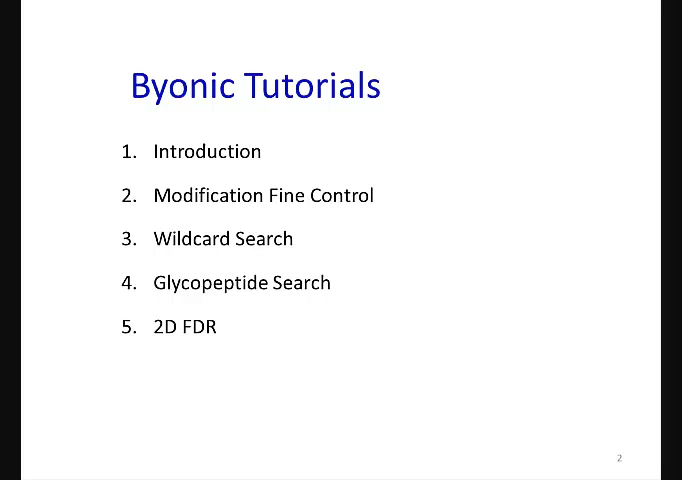 Byonic Tutorials
1. Introduction
2. Modification Fine Control
3. Wildcard Search
4. Glycopeptide Search
5. 2D FDR
2